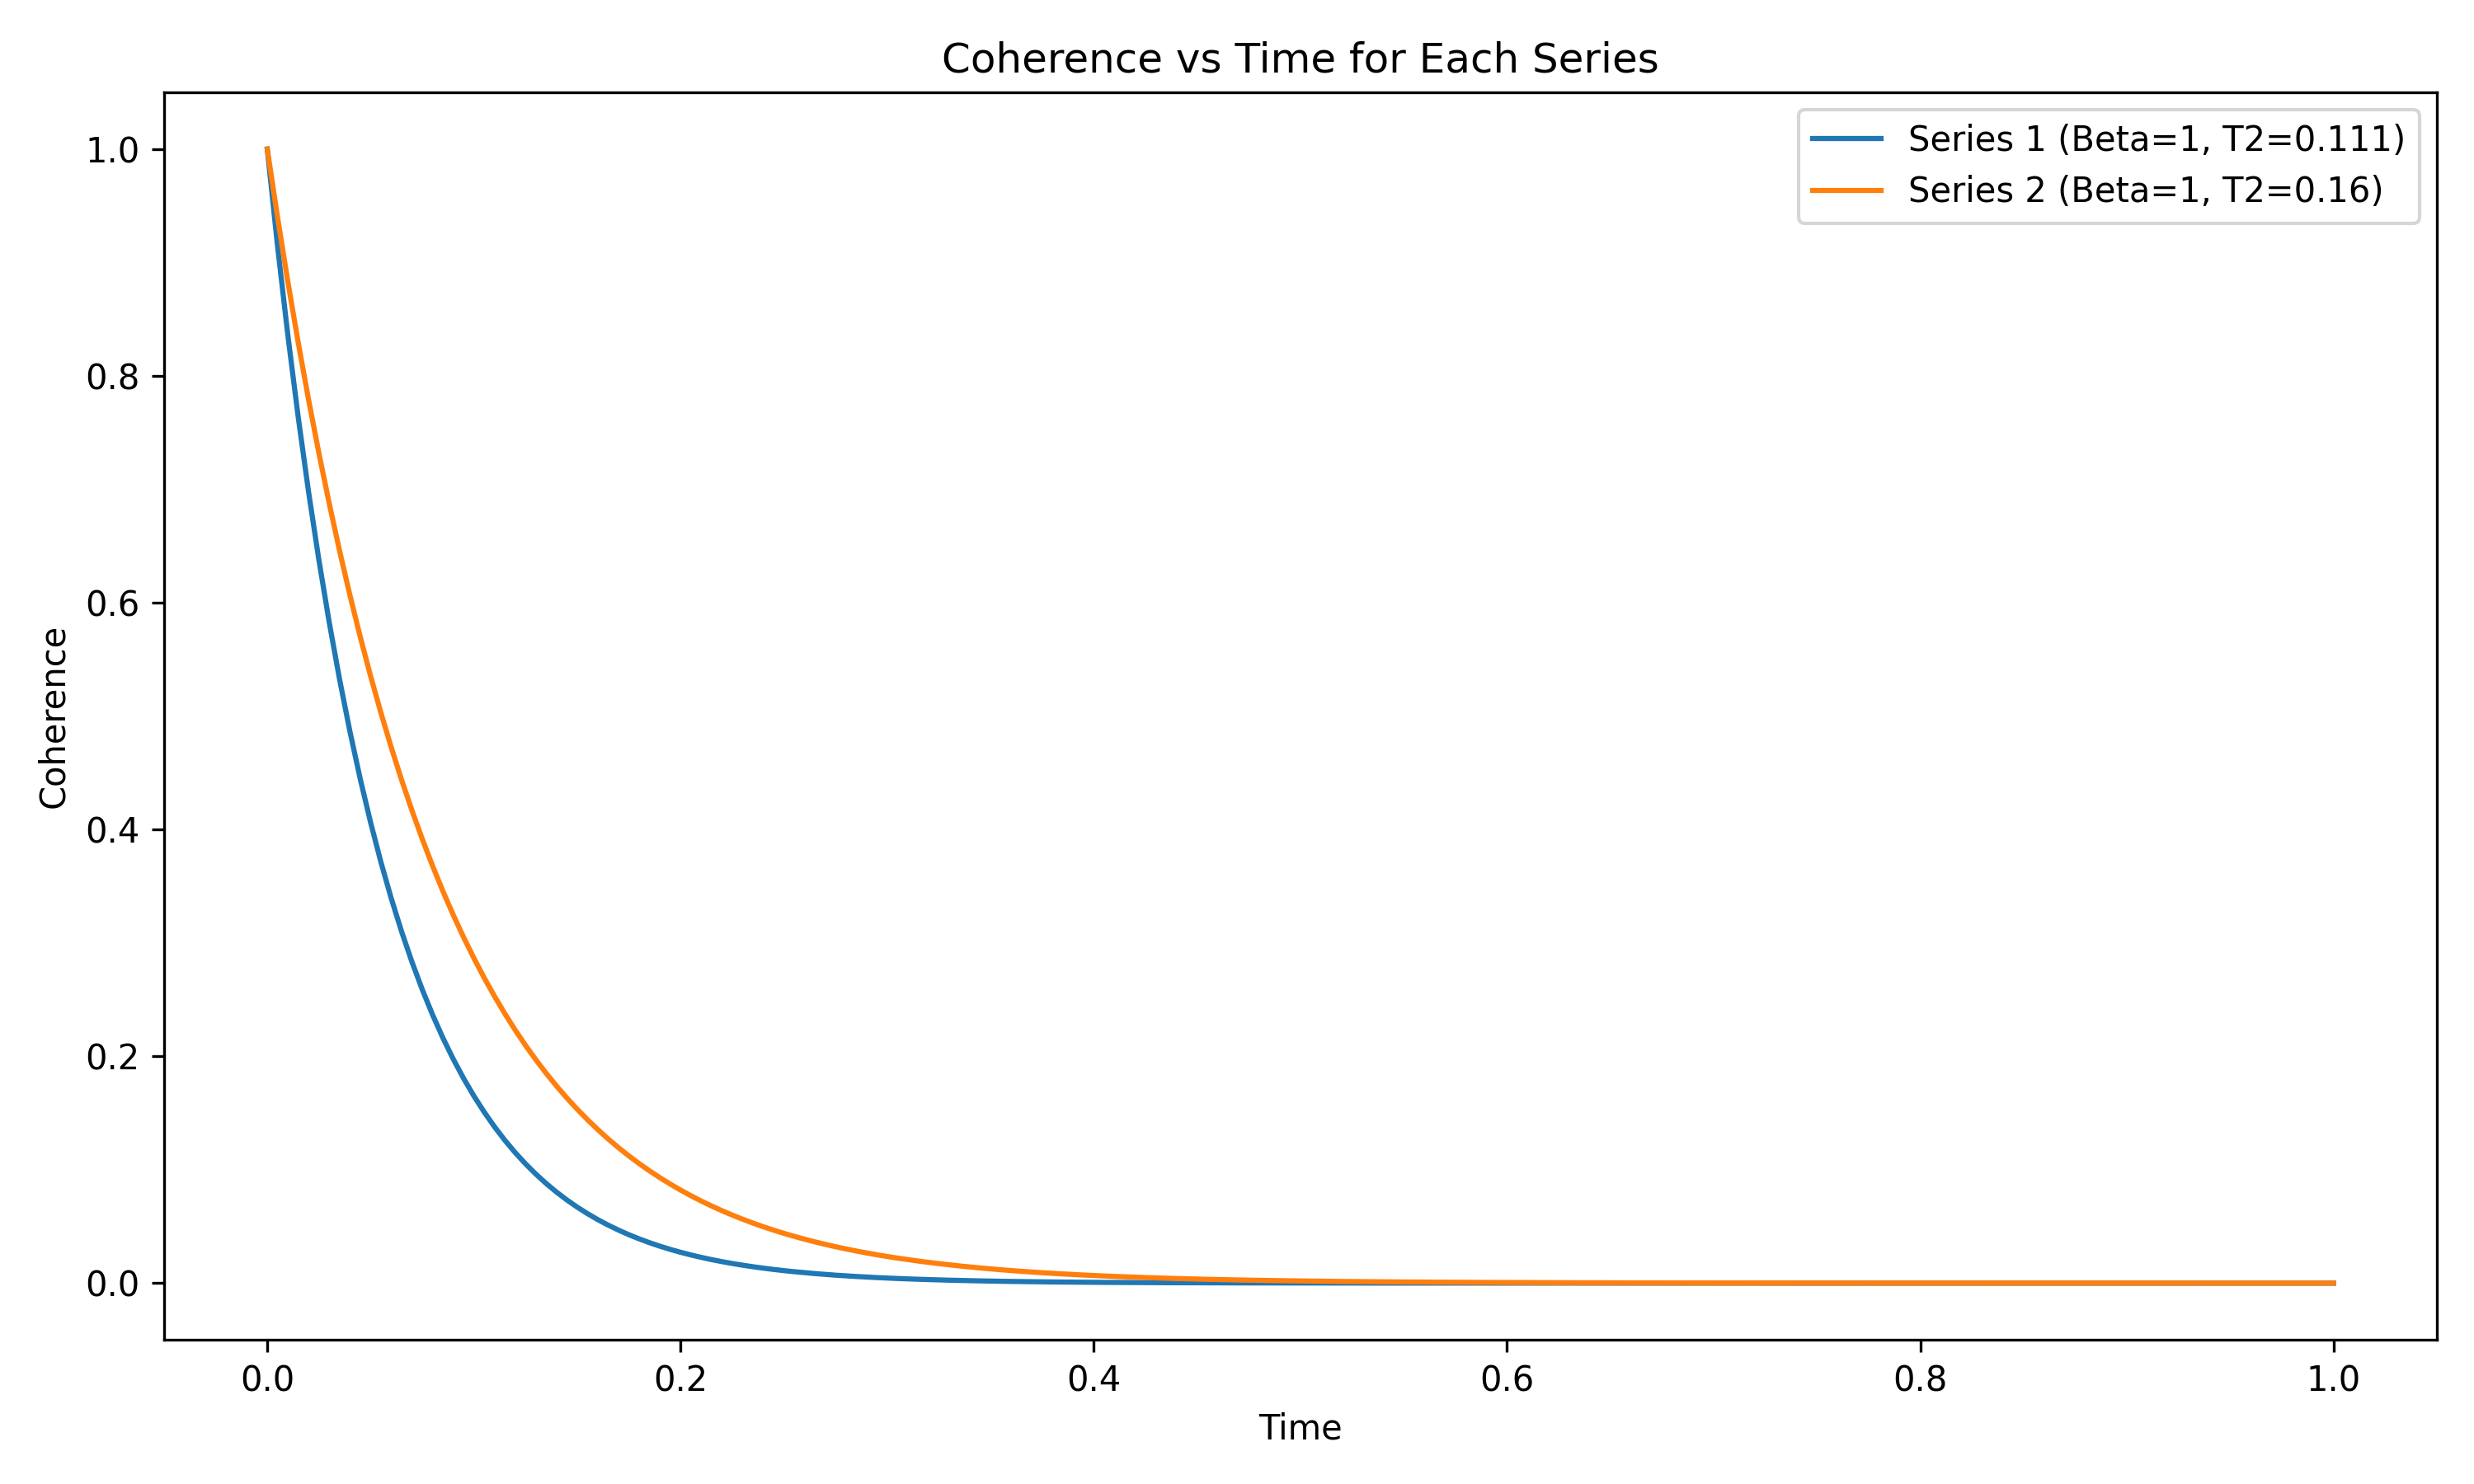 Coherence vs Time for Each Series
Series 1 (Beta=1, T2=0.111)
Series 2 (Beta=1, T2=0.16)
1.0
0.8
0.6
0.4
0.2
0.0
Coherence
0.0 0.2 0.4 0.6 0.8 1.0
Time